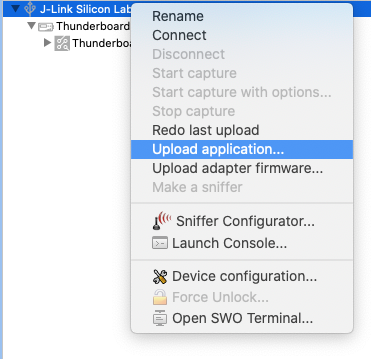 J-Link Silicon Lab
Thunderboard
Thunderboa
Rename
Connect
Disconnect
Start capture
Start capture with options...
Stop capture
Redo last upload
Upload application...
Upload adapter firmware...
Make a sniffer
Sniffer Configurator...
Launch Console...
Device configuration...
Force Unlock...
Open SWO Terminal...